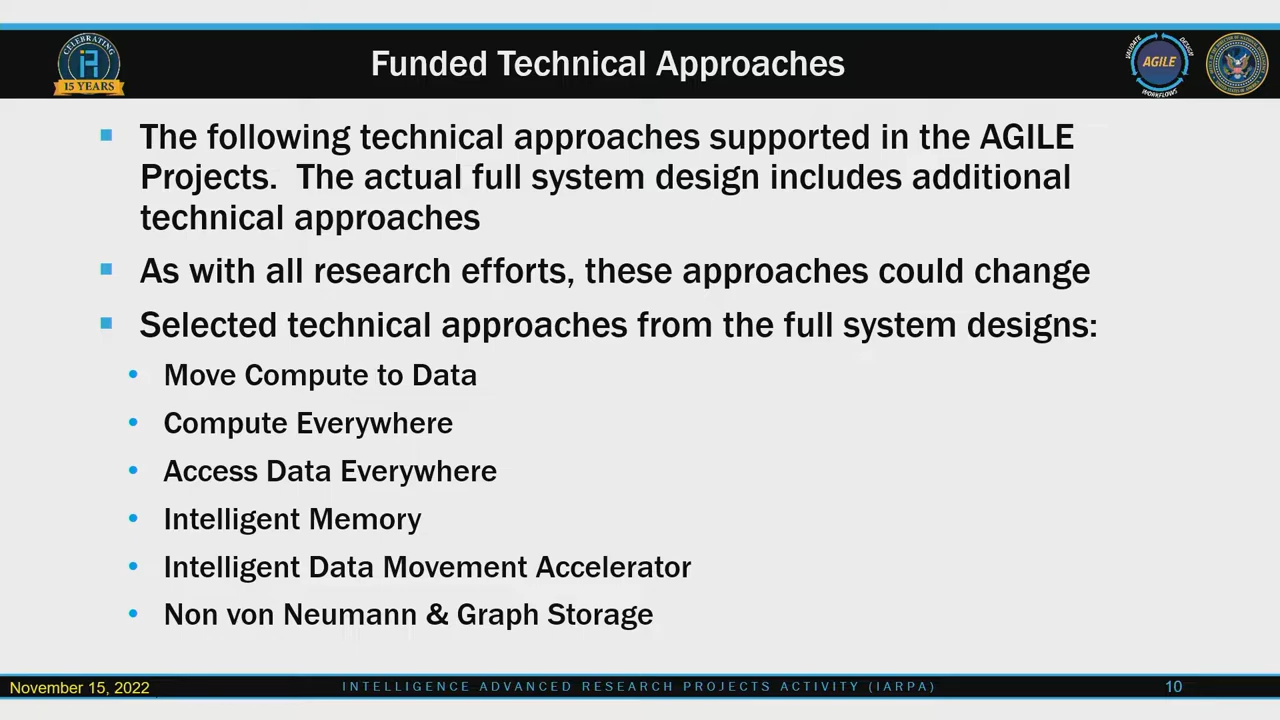 CELEBRATING
15 YEARS
Funded Technical Approaches
VALIDATE
DESIGN
AGILE
WORKFLOWS
The following technical approaches supported in the AGILE
Projects.  The actual full system design includes additional
technical approaches
As with all research efforts, these approaches could change
Selected technical approaches from the full system designs:
Move Compute to Data
Compute Everywhere
Access Data Everywhere
Intelligent Memory
Intelligent Data Movement Accelerator
Non von Neumann & Graph Storage
November 15, 2022
INTELLIGENCE ADVANCED RESEARCH PROJECTS ACTIVITY (IARPA)
10